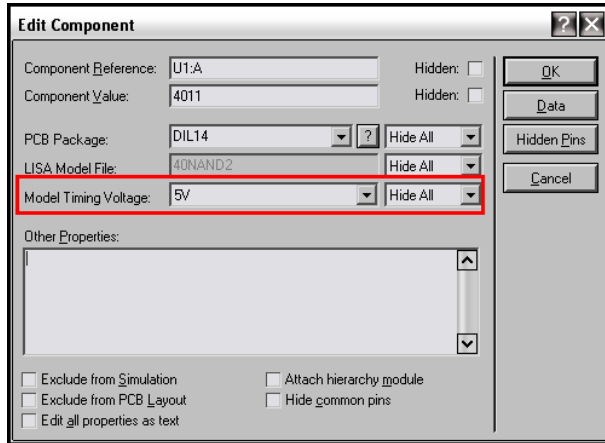 Edit Component
?
Component Reference: U1:A Hidden:
Component Value: 4011 Hidden:
PCB Package: DIL14 ? Hide All
LISA Model File: 40NAND2 Hide All
Model Timing Voltage: 5V Hide All
Other Properties:
Exclude from Simulation Attach hierarchy module
Exclude from PCB Layout Hide common pins
Edit all properties as text
OK
Data
Hidden Pins
Cancel